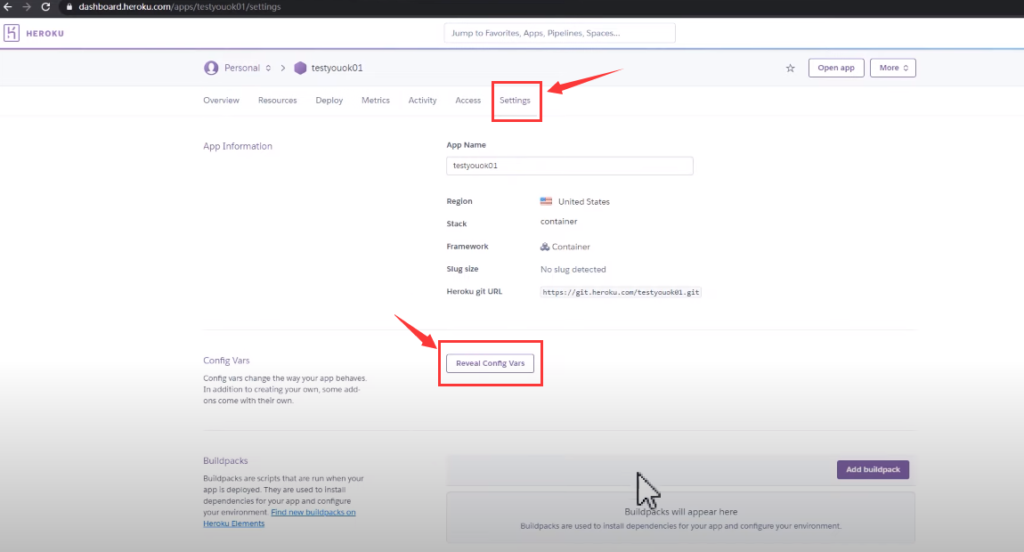 dashboard.heroku.com/apps/testyouok01/settings
HEROKU
Jump to Favorites, Apps, Pipelines, Spaces...
Personal
testyouok01
Open app
More
Overview
Resources
Deploy
Metrics
Activity
Access
Settings
App Information
App Name
testyouok01
Region
United States
Stack
container
Framework
Container
Slug size
No slug detected
Heroku git URL
https://git.heroku.com/testyouok01.git
Config Vars
Config vars change the way your app behaves.
In addition to creating your own, some add-
ons come with their own.
Reveal Config Vars
Buildpacks
Buildpacks are scripts that are run when your
app is deployed. They are used to install
dependencies for your app and configure
your environment. Find new buildpacks on
Heroku Elements
Add buildpack
Buildpacks will appear here
Buildpacks are used to install dependencies for your app and configure your environment.